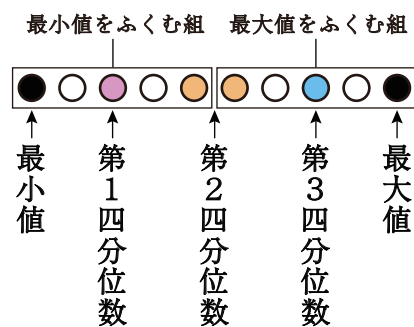 最小値をふくむ組
最大値をふくむ組
最小値
第1四分位数
第2四分位数
第3四分位数
最大値